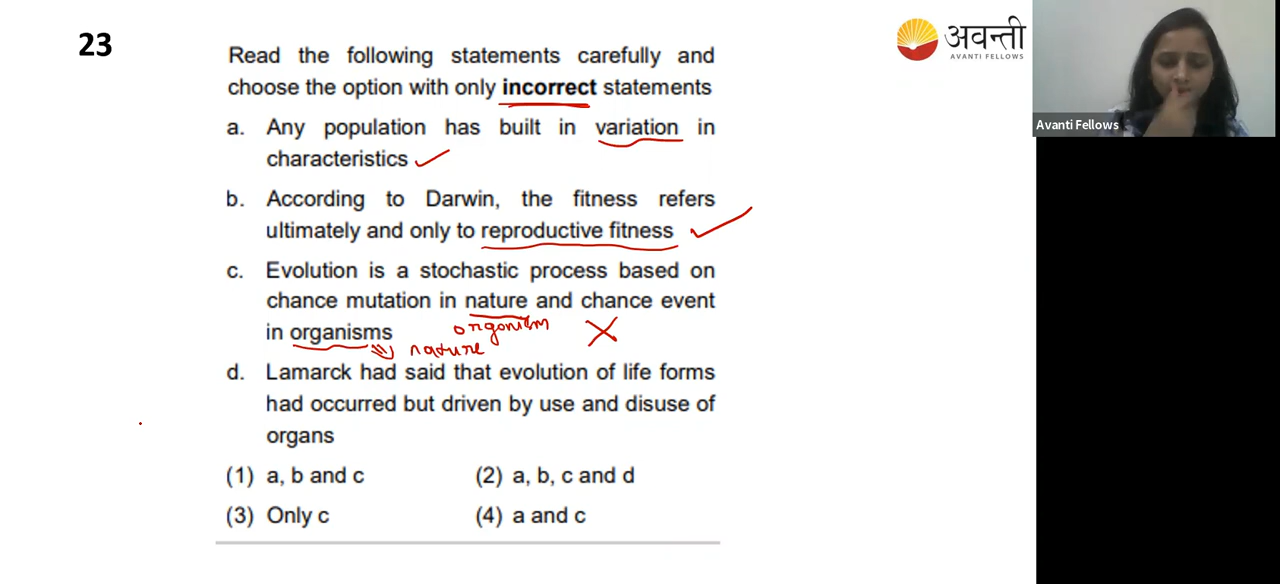 23
अवन्ती
AVANTI FELLOWS
Avanti Fellows
Read the following statements carefully and
choose the option with only incorrect statements
a. Any population has built in variation in
characteristics
b. According to Darwin, the fitness refers
ultimately and only to reproductive fitness
c. Evolution is a stochastic process based on
chance mutation in nature and chance event
in organisms
orgonism
nature
d. Lamarck had said that evolution of life forms
had occurred but driven by use and disuse of
organs
(1) a, b and c (2) a, b, c and d
(3) Only c (4) a and c